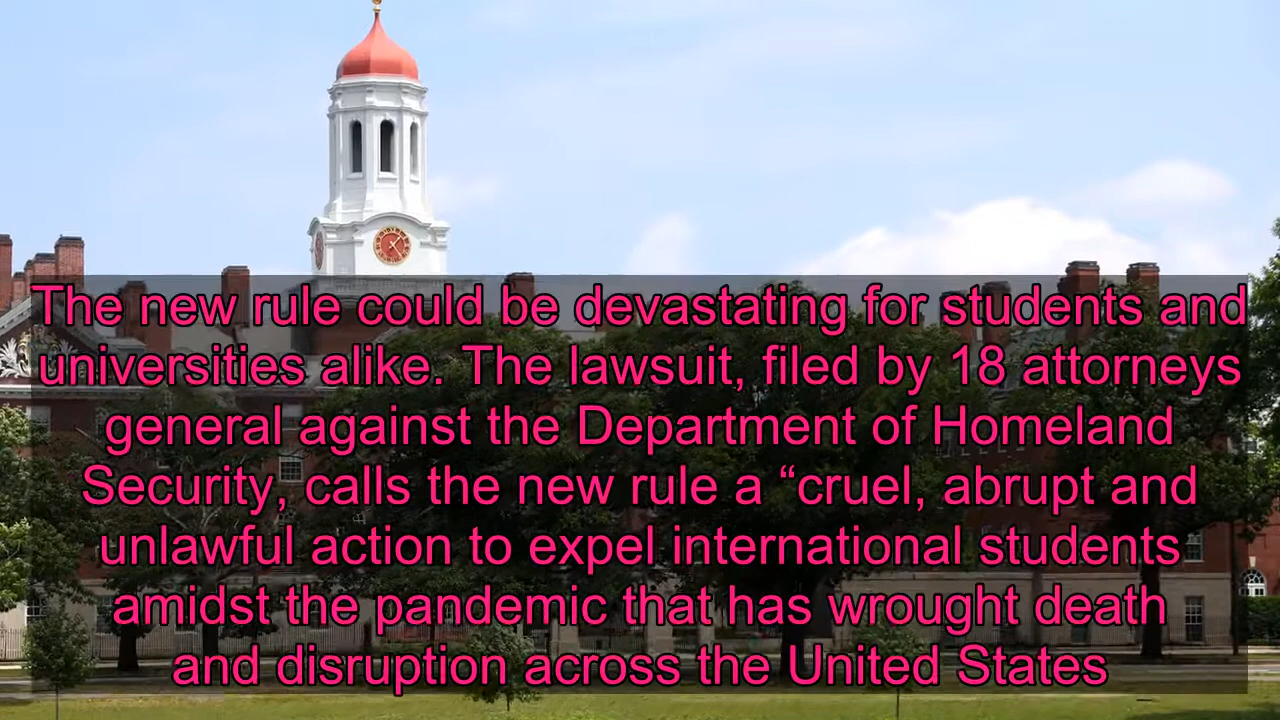 The new rule could be devastating for students and
universities alike. The lawsuit, filed by 18 attorneys
general against the Department of Homeland
Security, calls the new rule a “cruel, abrupt and
unlawful action to expel international students
amidst the pandemic that has wrought death
and disruption across the United States